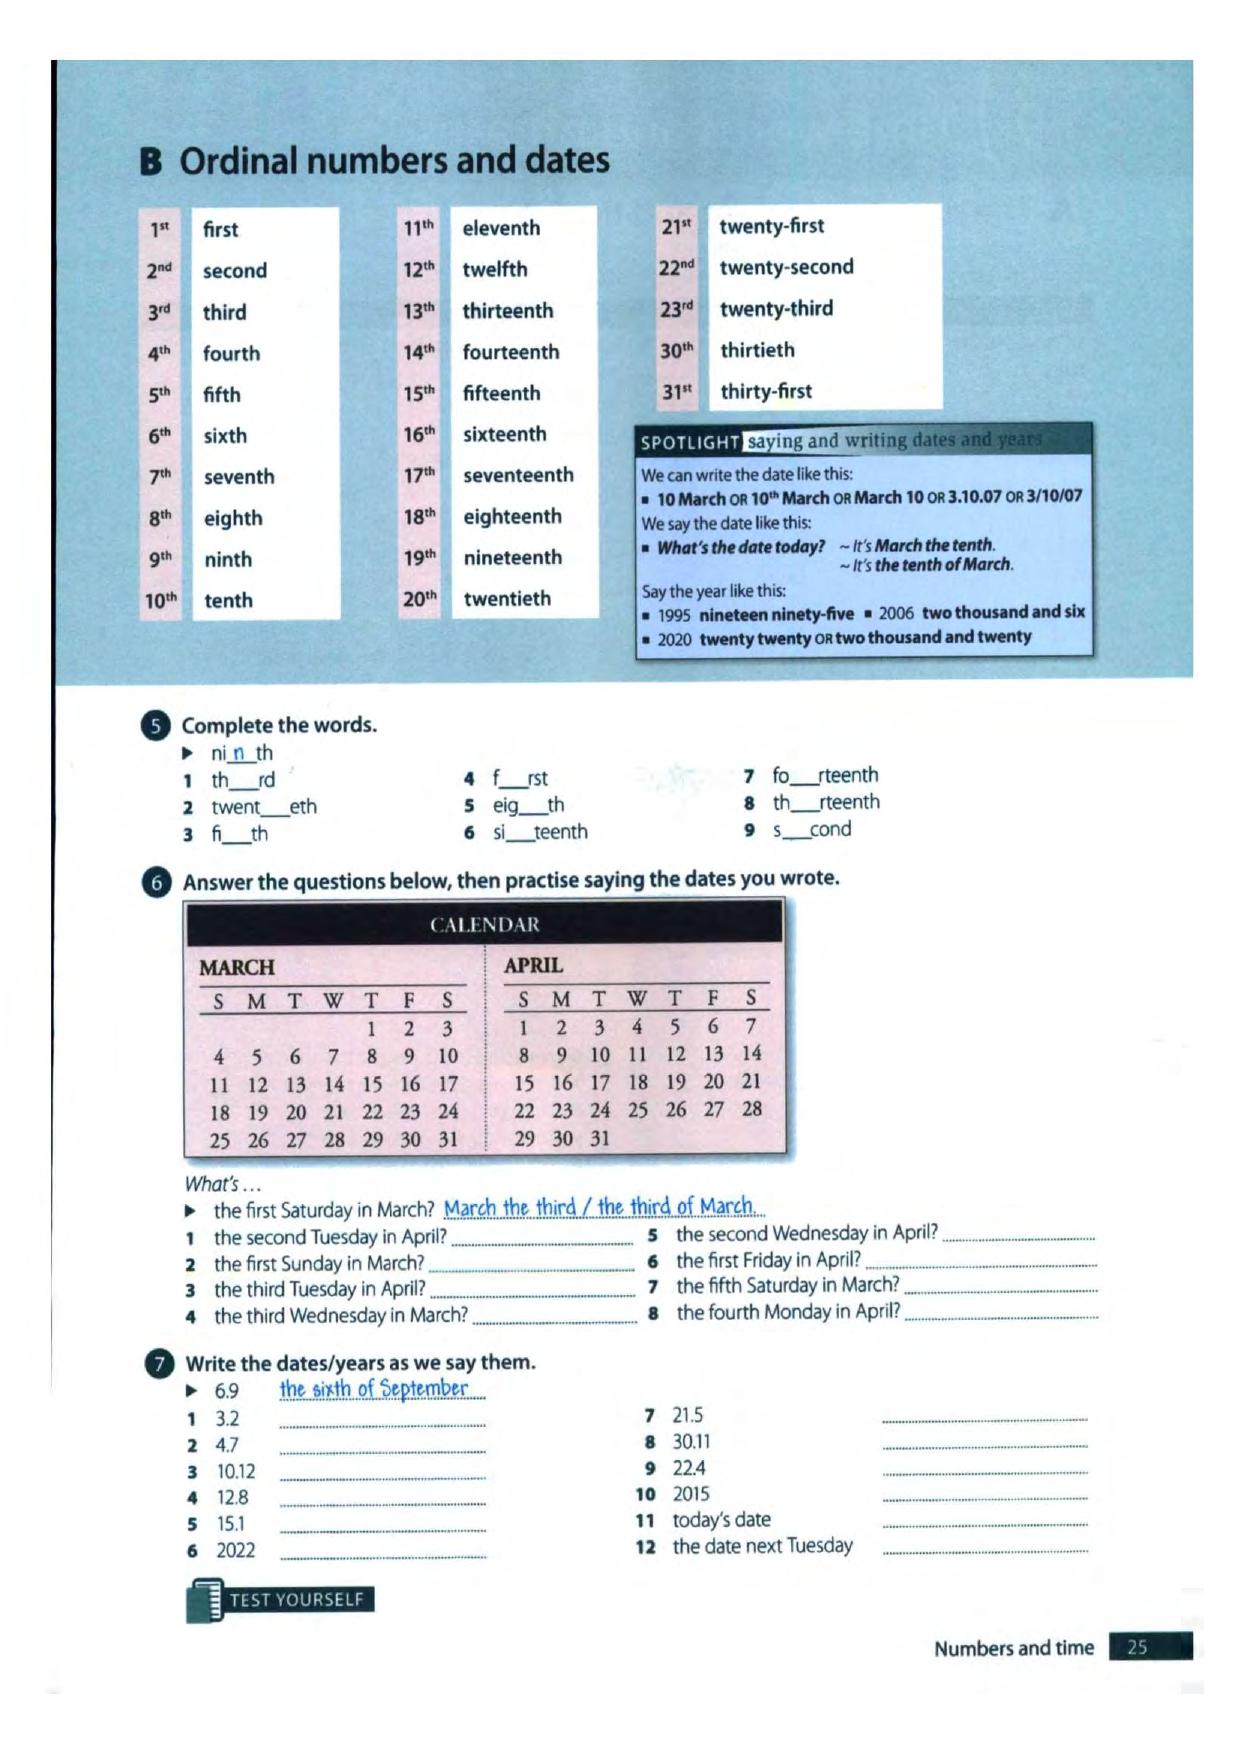 B Ordinal numbers and dates
1st first
2nd second
3rd third
4th fourth
5th fifth
6th sixth
7th seventh
8th eighth
9th ninth
10th tenth
11th eleventh
12th twelfth
13th thirteenth
14th fourteenth
15th fifteenth
16th sixteenth
17th seventeenth
18th eighteenth
19th nineteenth
20th twentieth
21st twenty-first
22nd twenty-second
23rd twenty-third
30th thirtieth
31st thirty-first
SPOTLIGHT saying and writing dates and years
We can write the date like this:
▪ 10 March OR 10th March OR March 10 OR 3.10.07 OR 3/10/07
We say the date like this:
▪ What's the date today? ~ It's March the tenth.
~ It's the tenth of March.
Say the year like this:
▪ 1995 nineteen ninety-five ▪ 2006 two thousand and six
▪ 2020 twenty twenty OR two thousand and twenty
5 Complete the words.
▶ ni_n_th
1 th__rd
2 twent__eth
3 fi__th
4 f__rst
5 eig__th
6 si__teenth
7 fo__rteenth
8 th__rteenth
9 s__cond
6 Answer the questions below, then practise saying the dates you wrote.
CALENDAR
MARCH
S M T W T F S
1 2 3
4 5 6 7 8 9 10
11 12 13 14 15 16 17
18 19 20 21 22 23 24
25 26 27 28 29 30 31
APRIL
S M T W T F S
1 2 3 4 5 6 7
8 9 10 11 12 13 14
15 16 17 18 19 20 21
22 23 24 25 26 27 28
29 30 31
What's ...
▶ the first Saturday in March? March the third / the third of March.
1 the second Tuesday in April?
2 the first Sunday in March?
3 the third Tuesday in April?
4 the third Wednesday in March?
5 the second Wednesday in April?
6 the first Friday in April?
7 the fifth Saturday in March?
8 the fourth Monday in April?
7 Write the dates/years as we say them.
▶ 6.9 the sixth of September
1 3.2
2 4.7
3 10.12
4 12.8
5 15.1
6 2022
7 21.5
8 30.11
9 22.4
10 2015
11 today's date
12 the date next Tuesday
TEST YOURSELF
Numbers and time 25